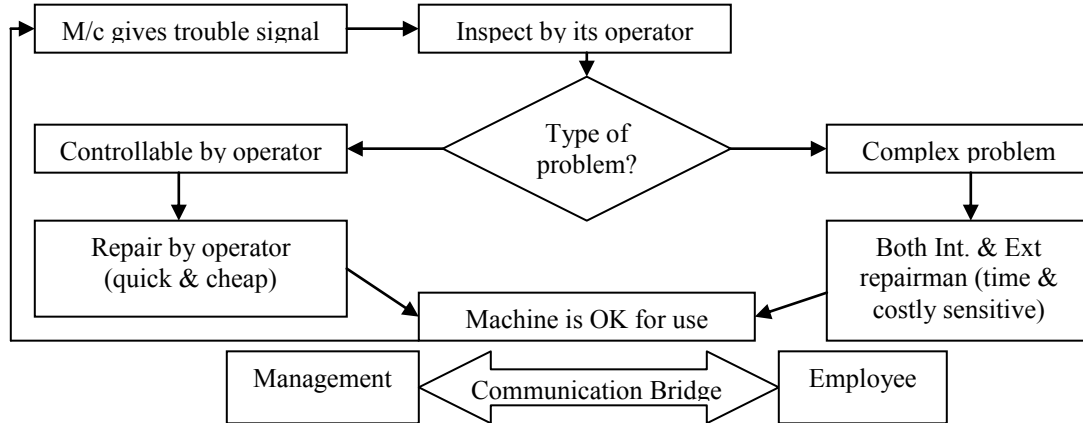 M/c gives trouble signal
Inspect by its operator
Type of
problem?
Controllable by operator
Complex problem
Repair by operator
(quick & cheap)
Both Int. & Ext
repairman (time &
costly sensitive)
Machine is OK for use
Management
Communication Bridge
Employee